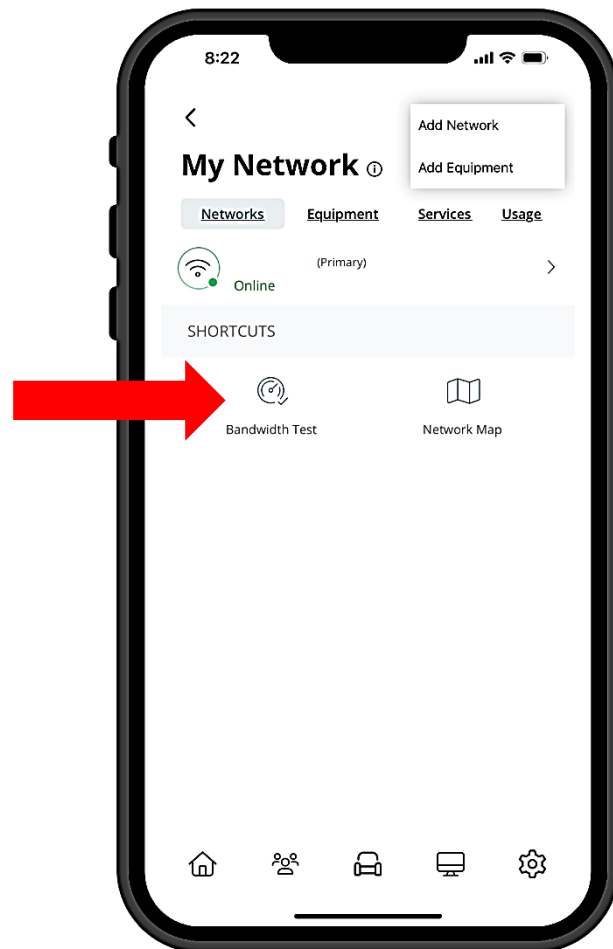 8:22
Add Network
My Network
Add Equipment
Networks Equipment Services Usage
(Primary)
Online
SHORTCUTS
Bandwidth Test Network Map